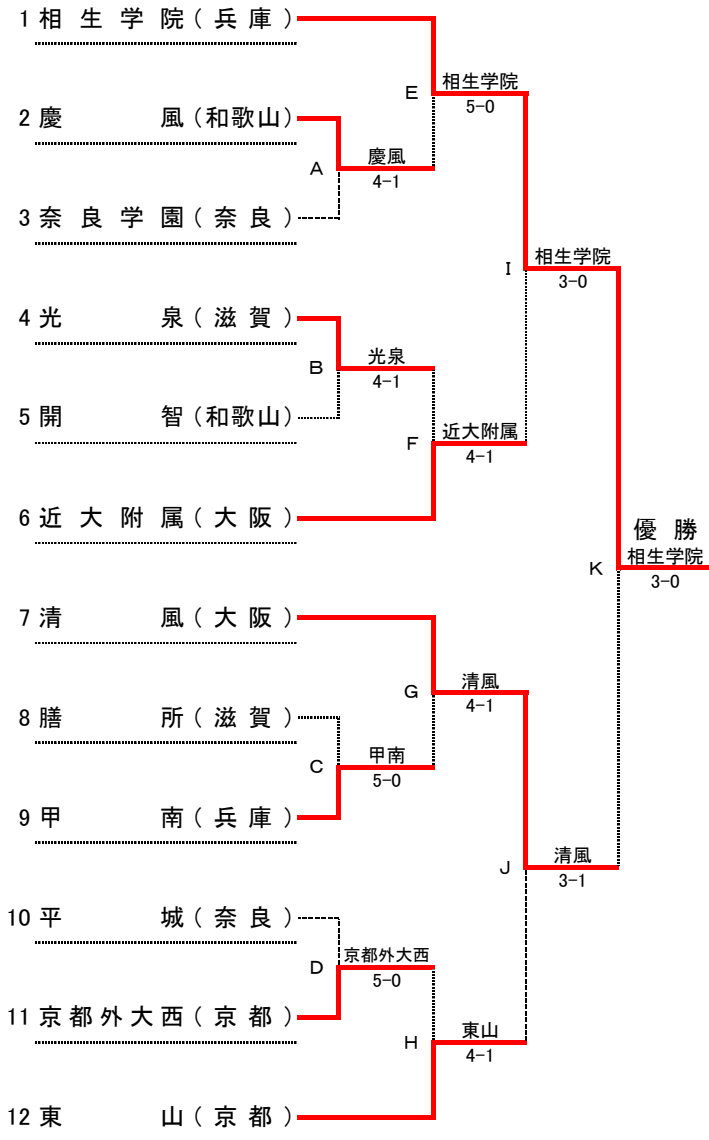 1 相生学院(兵庫)
相生学院
E
5-0
2 慶風(和歌山)
慶風
A
4-1
3 奈良学園(奈良)
相生学院
I
3-0
4 光泉(滋賀)
光泉
B
4-1
5 開智(和歌山)
近大附属
F
4-1
6 近大附属(大阪)
優勝
相生学院
K
3-0
7 清風(大阪)
清風
G
4-1
8 膳所(滋賀)
甲南
C
5-0
9 甲南(兵庫)
清風
J
3-1
10 平城(奈良)
京都外大西
D
5-0
11 京都外大西(京都)
東山
H
4-1
12 東山(京都)